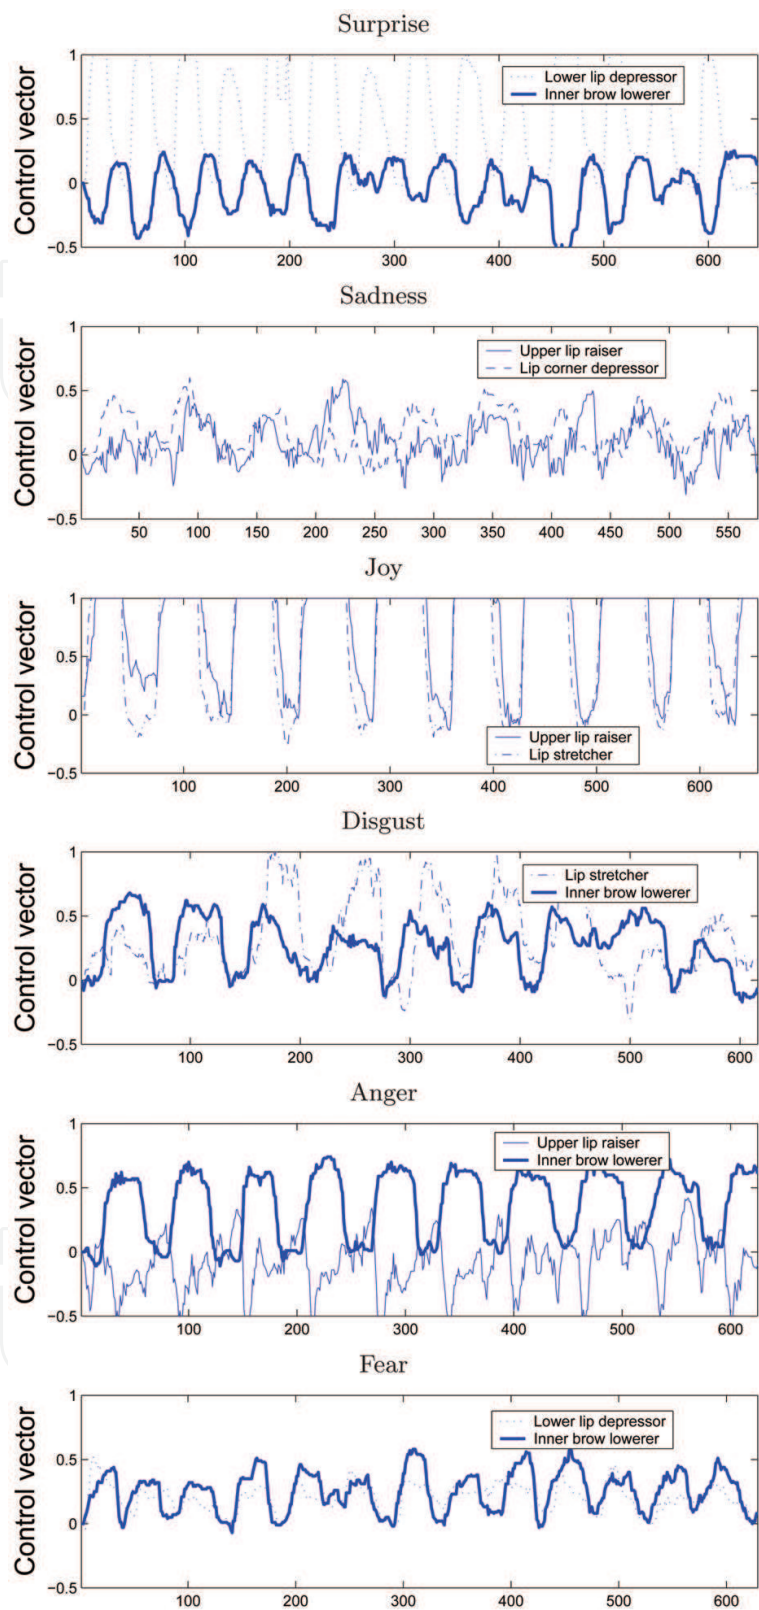 Surprise
Control vector
1
0.5
0
−0.5
Lower lip depressor
Inner brow lowerer
100 200 300 400 500 600
Sadness
Control vector
1
0.5
0
−0.5
Upper lip raiser
Lip corner depressor
50 100 150 200 250 300 350 400 450 500 550
Joy
Control vector
1
0.5
0
−0.5
Upper lip raiser
Lip stretcher
100 200 300 400 500 600
Disgust
Control vector
1
0.5
0
−0.5
Lip stretcher
Inner brow lowerer
100 200 300 400 500 600
Anger
Control vector
1
0.5
0
−0.5
Upper lip raiser
Inner brow lowerer
100 200 300 400 500 600
Fear
Control vector
1
0.5
0
−0.5
Lower lip depressor
Inner brow lowerer
100 200 300 400 500 600